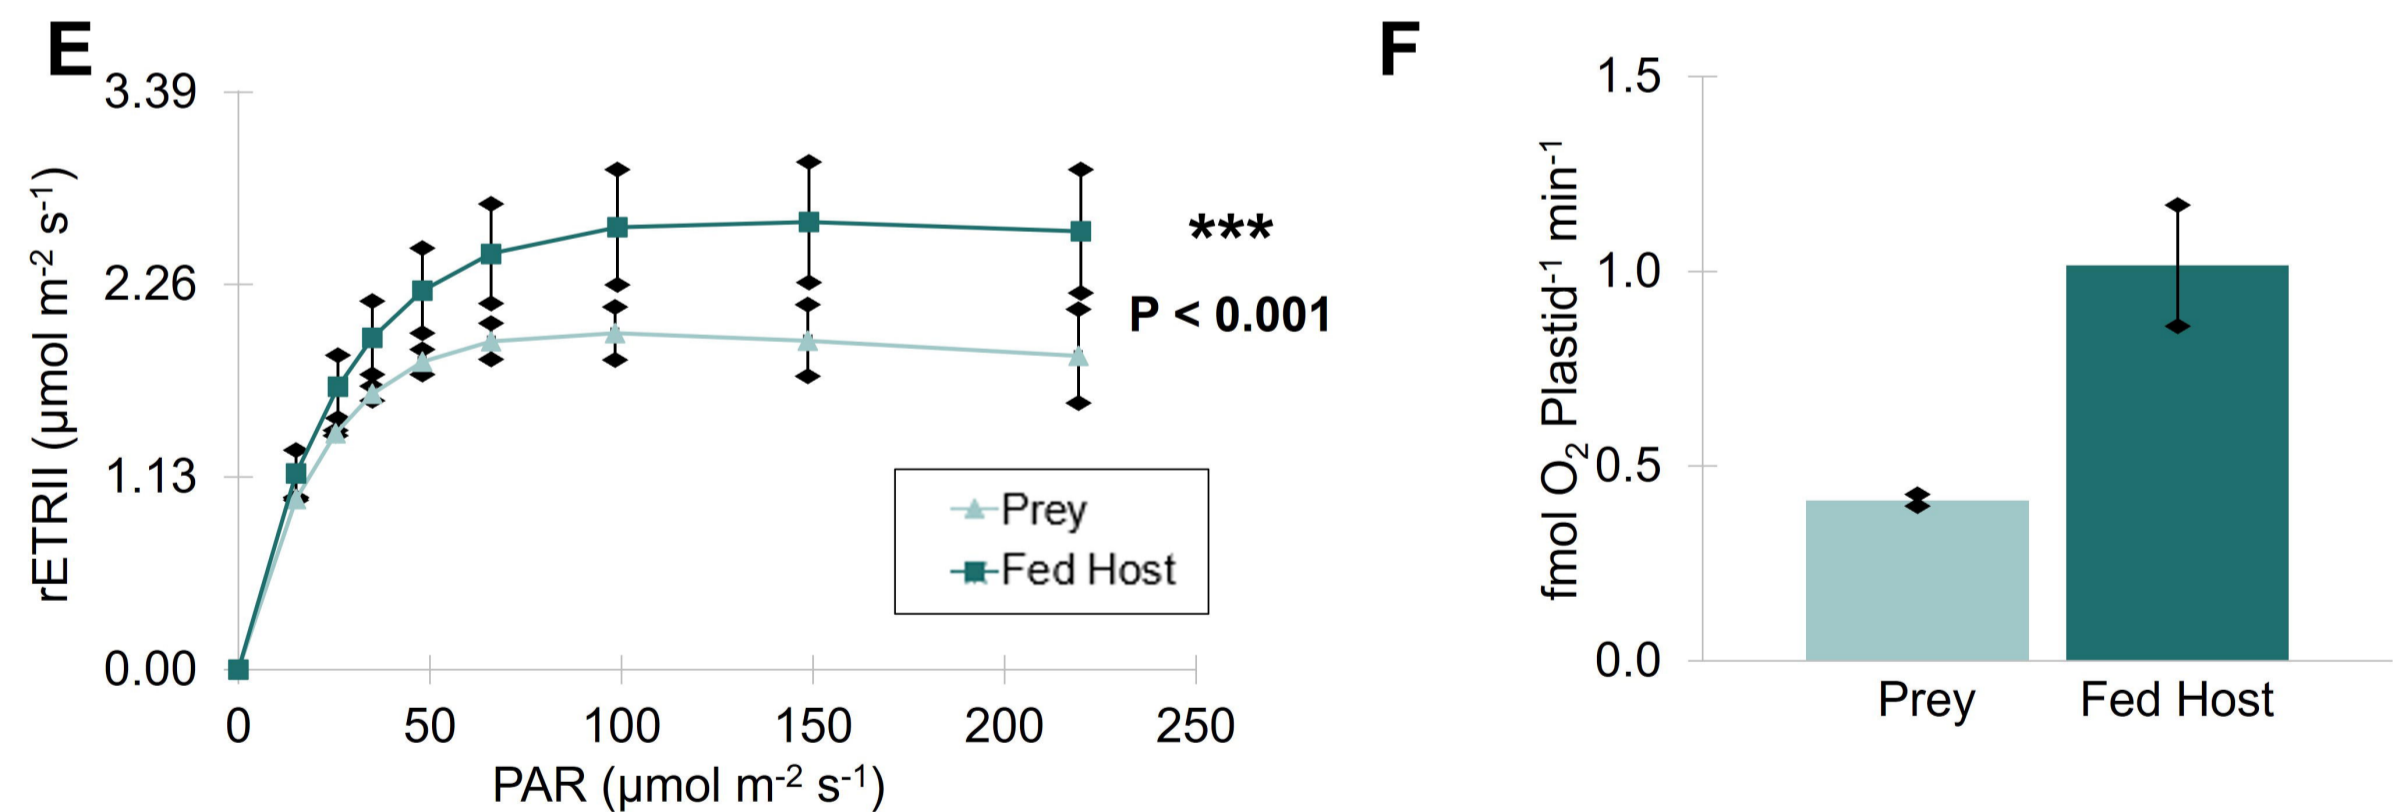 E
3.39
2.26
1.13
0.00
rETRII (µmol m-2 s-1)
0 50 100 150 200 250
PAR (µmol m-2 s-1)
***
P < 0.001
Prey
Fed Host
F
1.5
1.0
0.5
0.0
fmol O2 Plastid-1 min-1
Prey Fed Host